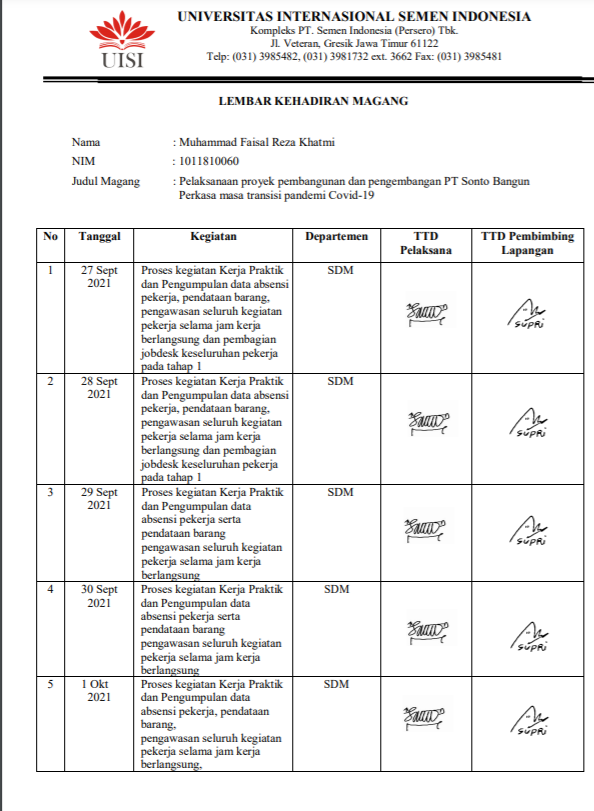 UISI
UNIVERSITAS INTERNASIONAL SEMEN INDONESIA
Kompleks PT. Semen Indonesia (Persero) Tbk.
Jl. Veteran, Gresik Jawa Timur 61122
Telp: (031) 3985482, (031) 3981732 ext. 3662 Fax: (031) 3985481
LEMBAR KEHADIRAN MAGANG
Nama : Muhammad Faisal Reza Khatmi
NIM : 1011810060
Judul Magang : Pelaksanaan proyek pembangunan dan pengembangan PT Sonto Bangun
Perkasa masa transisi pandemi Covid-19
No Tanggal Kegiatan Departemen TTD Pelaksana TTD Pembimbing Lapangan
1 27 Sept 2021 Proses kegiatan Kerja Praktik SDM
dan Pengumpulan data absensi
pekerja, pendataan barang,
pengawasan seluruh kegiatan
pekerja selama jam kerja
berlangsung dan pembagian
jobdesk keseluruhan pekerja
pada tahap 1
SUPRi
2 28 Sept 2021 Proses kegiatan Kerja Praktik SDM
dan Pengumpulan data absensi
pekerja, pendataan barang,
pengawasan seluruh kegiatan
pekerja selama jam kerja
berlangsung dan pembagian
jobdesk keseluruhan pekerja
pada tahap 1
SUPRi
3 29 Sept 2021 Proses kegiatan Kerja Praktik SDM
dan Pengumpulan data
absensi pekerja serta
pendataan barang
pengawasan seluruh kegiatan
pekerja selama jam kerja
berlangsung
SUPRi
4 30 Sept 2021 Proses kegiatan Kerja Praktik SDM
dan Pengumpulan data
absensi pekerja serta
pendataan barang
pengawasan seluruh kegiatan
pekerja selama jam kerja
berlangsung
SUPRi
5 1 Okt 2021 Proses kegiatan Kerja Praktik SDM
dan Pengumpulan data
absensi pekerja, pendataan
barang,
pengawasan seluruh kegiatan
pekerja selama jam kerja
berlangsung,
SUPRi